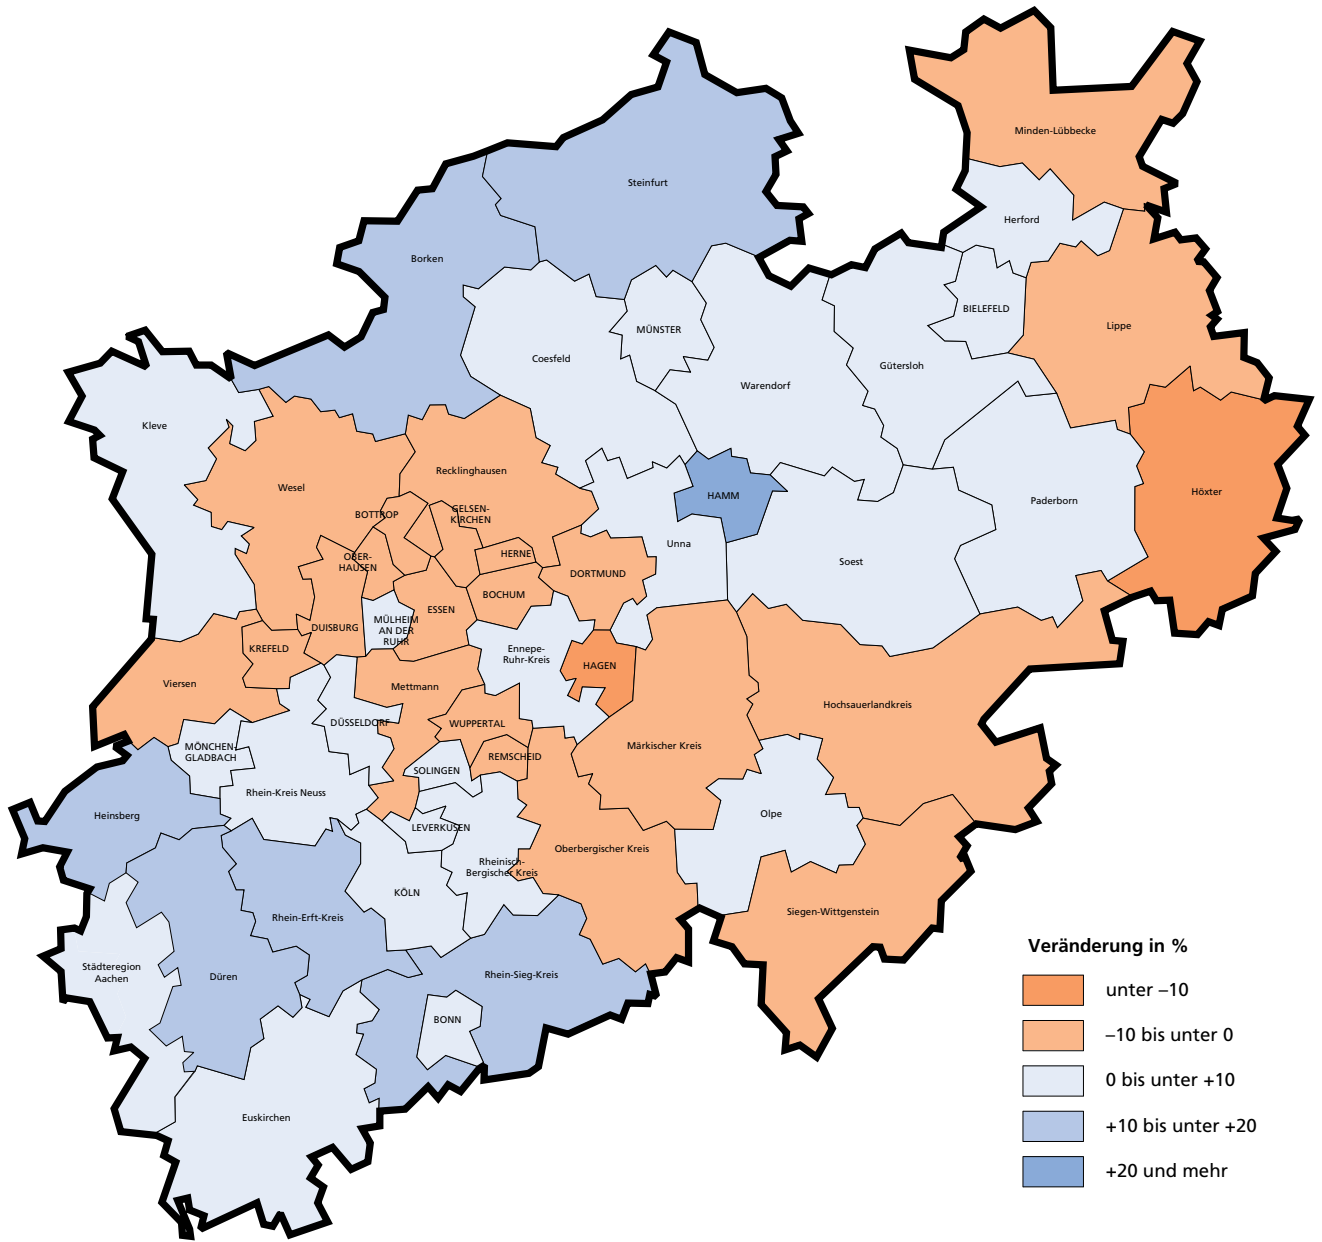 Minden-Lübbecke
Steinfurt
Herford
Borken
BIELEFELD
Lippe
MÜNSTER
Coesfeld
Gütersloh
Warendorf
Kleve
Recklinghausen
Wesel
HAMM
Höxter
Paderborn
BOTTROP
GELSEN-
KIRCHEN
Unna
HERNE
OBER-
HAUSEN
Soest
DORTMUND
BOCHUM
ESSEN
MÜLHEIM
AN DER
RUHR
DUISBURG
KREFELD
Ennepe-
Ruhr-Kreis
HAGEN
Viersen
Mettmann
Hochsauerlandkreis
DÜSSELDORF
WUPPERTAL
MÖNCHEN-
GLADBACH
Märkischer Kreis
REMSCHEID
SOLINGEN
Rhein-Kreis Neuss
Heinsberg
Olpe
LEVERKUSEN
Oberbergischer Kreis
Rheinisch-
Bergischer Kreis
KÖLN
Siegen-Wittgenstein
Rhein-Erft-Kreis
Städteregion
Aachen
Düren
Rhein-Sieg-Kreis
BONN
Euskirchen
Veränderung in %
unter –10
–10 bis unter 0
0 bis unter +10
+10 bis unter +20
+20 und mehr